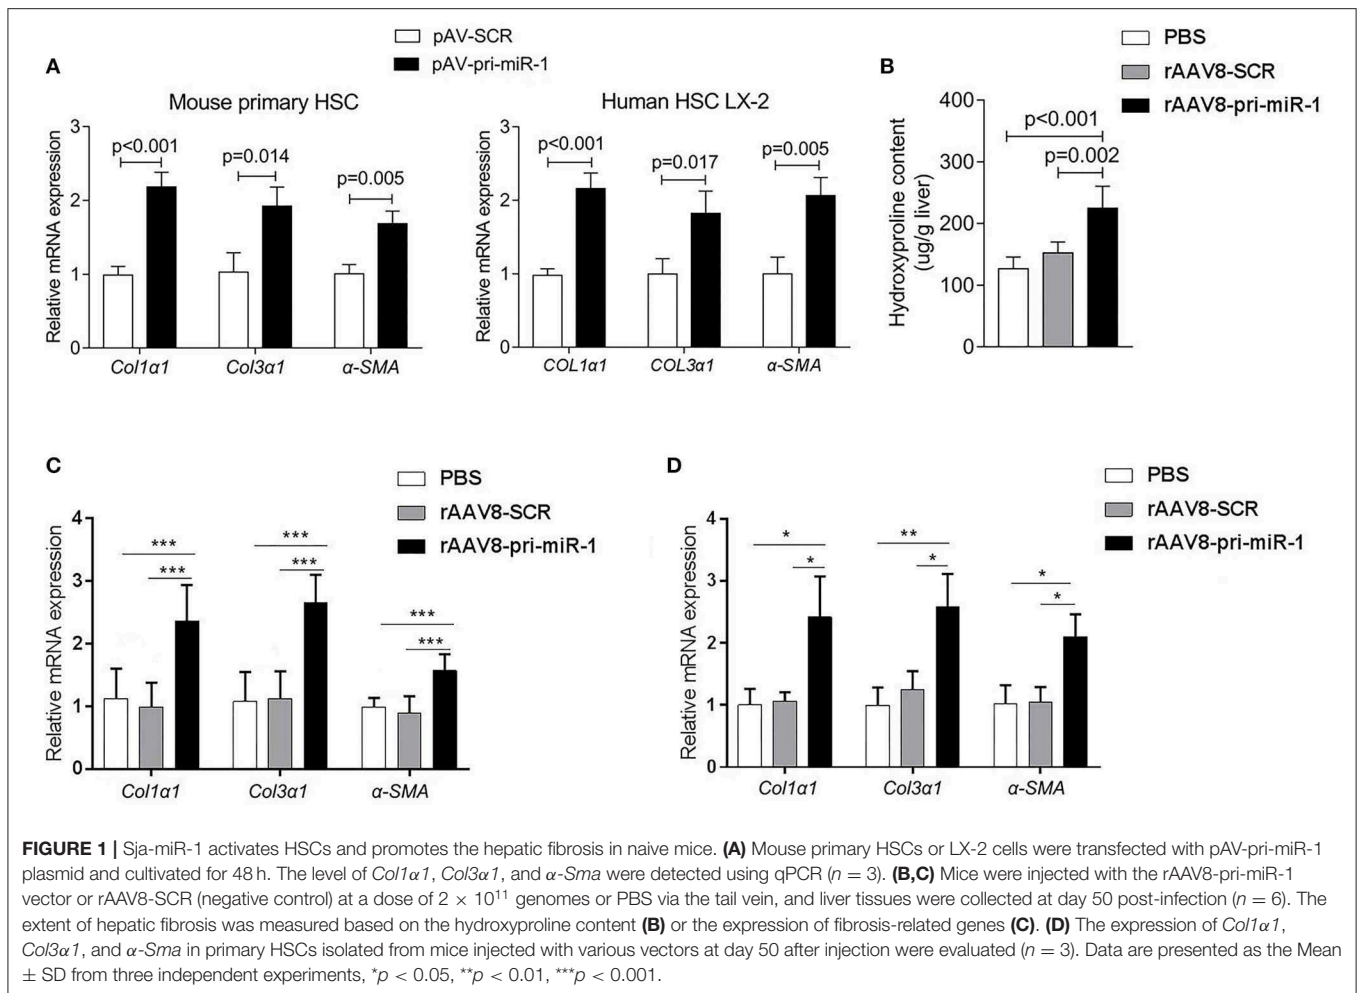 pAV-SCR
pAV-pri-miR-1
A
Mouse primary HSC
Relative mRNA expression
3
2
1
0
p<0.001
p=0.014
p=0.005
Col1α1
Col3α1
α-SMA
Human HSC LX-2
Relative mRNA expression
3
2
1
0
p<0.001
p=0.017
p=0.005
COL1α1
COL3α1
α-SMA
B
PBS
rAAV8-SCR
rAAV8-pri-miR-1
Hydroxyproline content
(ug/g liver)
400
300
200
100
0
p<0.001
p=0.002
C
PBS
rAAV8-SCR
rAAV8-pri-miR-1
Relative mRNA expression
4
3
2
1
0
***
***
***
***
***
***
Col1α1
Col3α1
α-SMA
D
PBS
rAAV8-SCR
rAAV8-pri-miR-1
Relative mRNA expression
4
3
2
1
0
*
*
**
*
*
*
Col1α1
Col3α1
α-SMA
FIGURE 1 | Sja-miR-1 activates HSCs and promotes the hepatic fibrosis in naive mice. (A) Mouse primary HSCs or LX-2 cells were transfected with pAV-pri-miR-1
plasmid and cultivated for 48 h. The level of Col1α1, Col3α1, and α-Sma were detected using qPCR (n = 3). (B,C) Mice were injected with the rAAV8-pri-miR-1
vector or rAAV8-SCR (negative control) at a dose of 2 × 10¹¹ genomes or PBS via the tail vein, and liver tissues were collected at day 50 post-infection (n = 6). The
extent of hepatic fibrosis was measured based on the hydroxyproline content (B) or the expression of fibrosis-related genes (C). (D) The expression of Col1α1,
Col3α1, and α-Sma in primary HSCs isolated from mice injected with various vectors at day 50 after injection were evaluated (n = 3). Data are presented as the Mean
± SD from three independent experiments, *p < 0.05, **p < 0.01, ***p < 0.001.